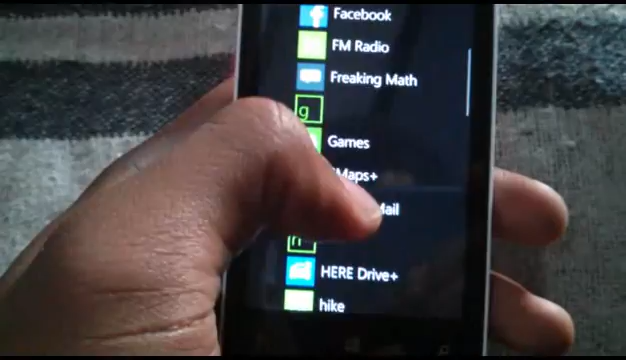 Facebook
FM Radio
Freaking Math
g
Games
Maps+
Mail
h
HERE Drive+
hike